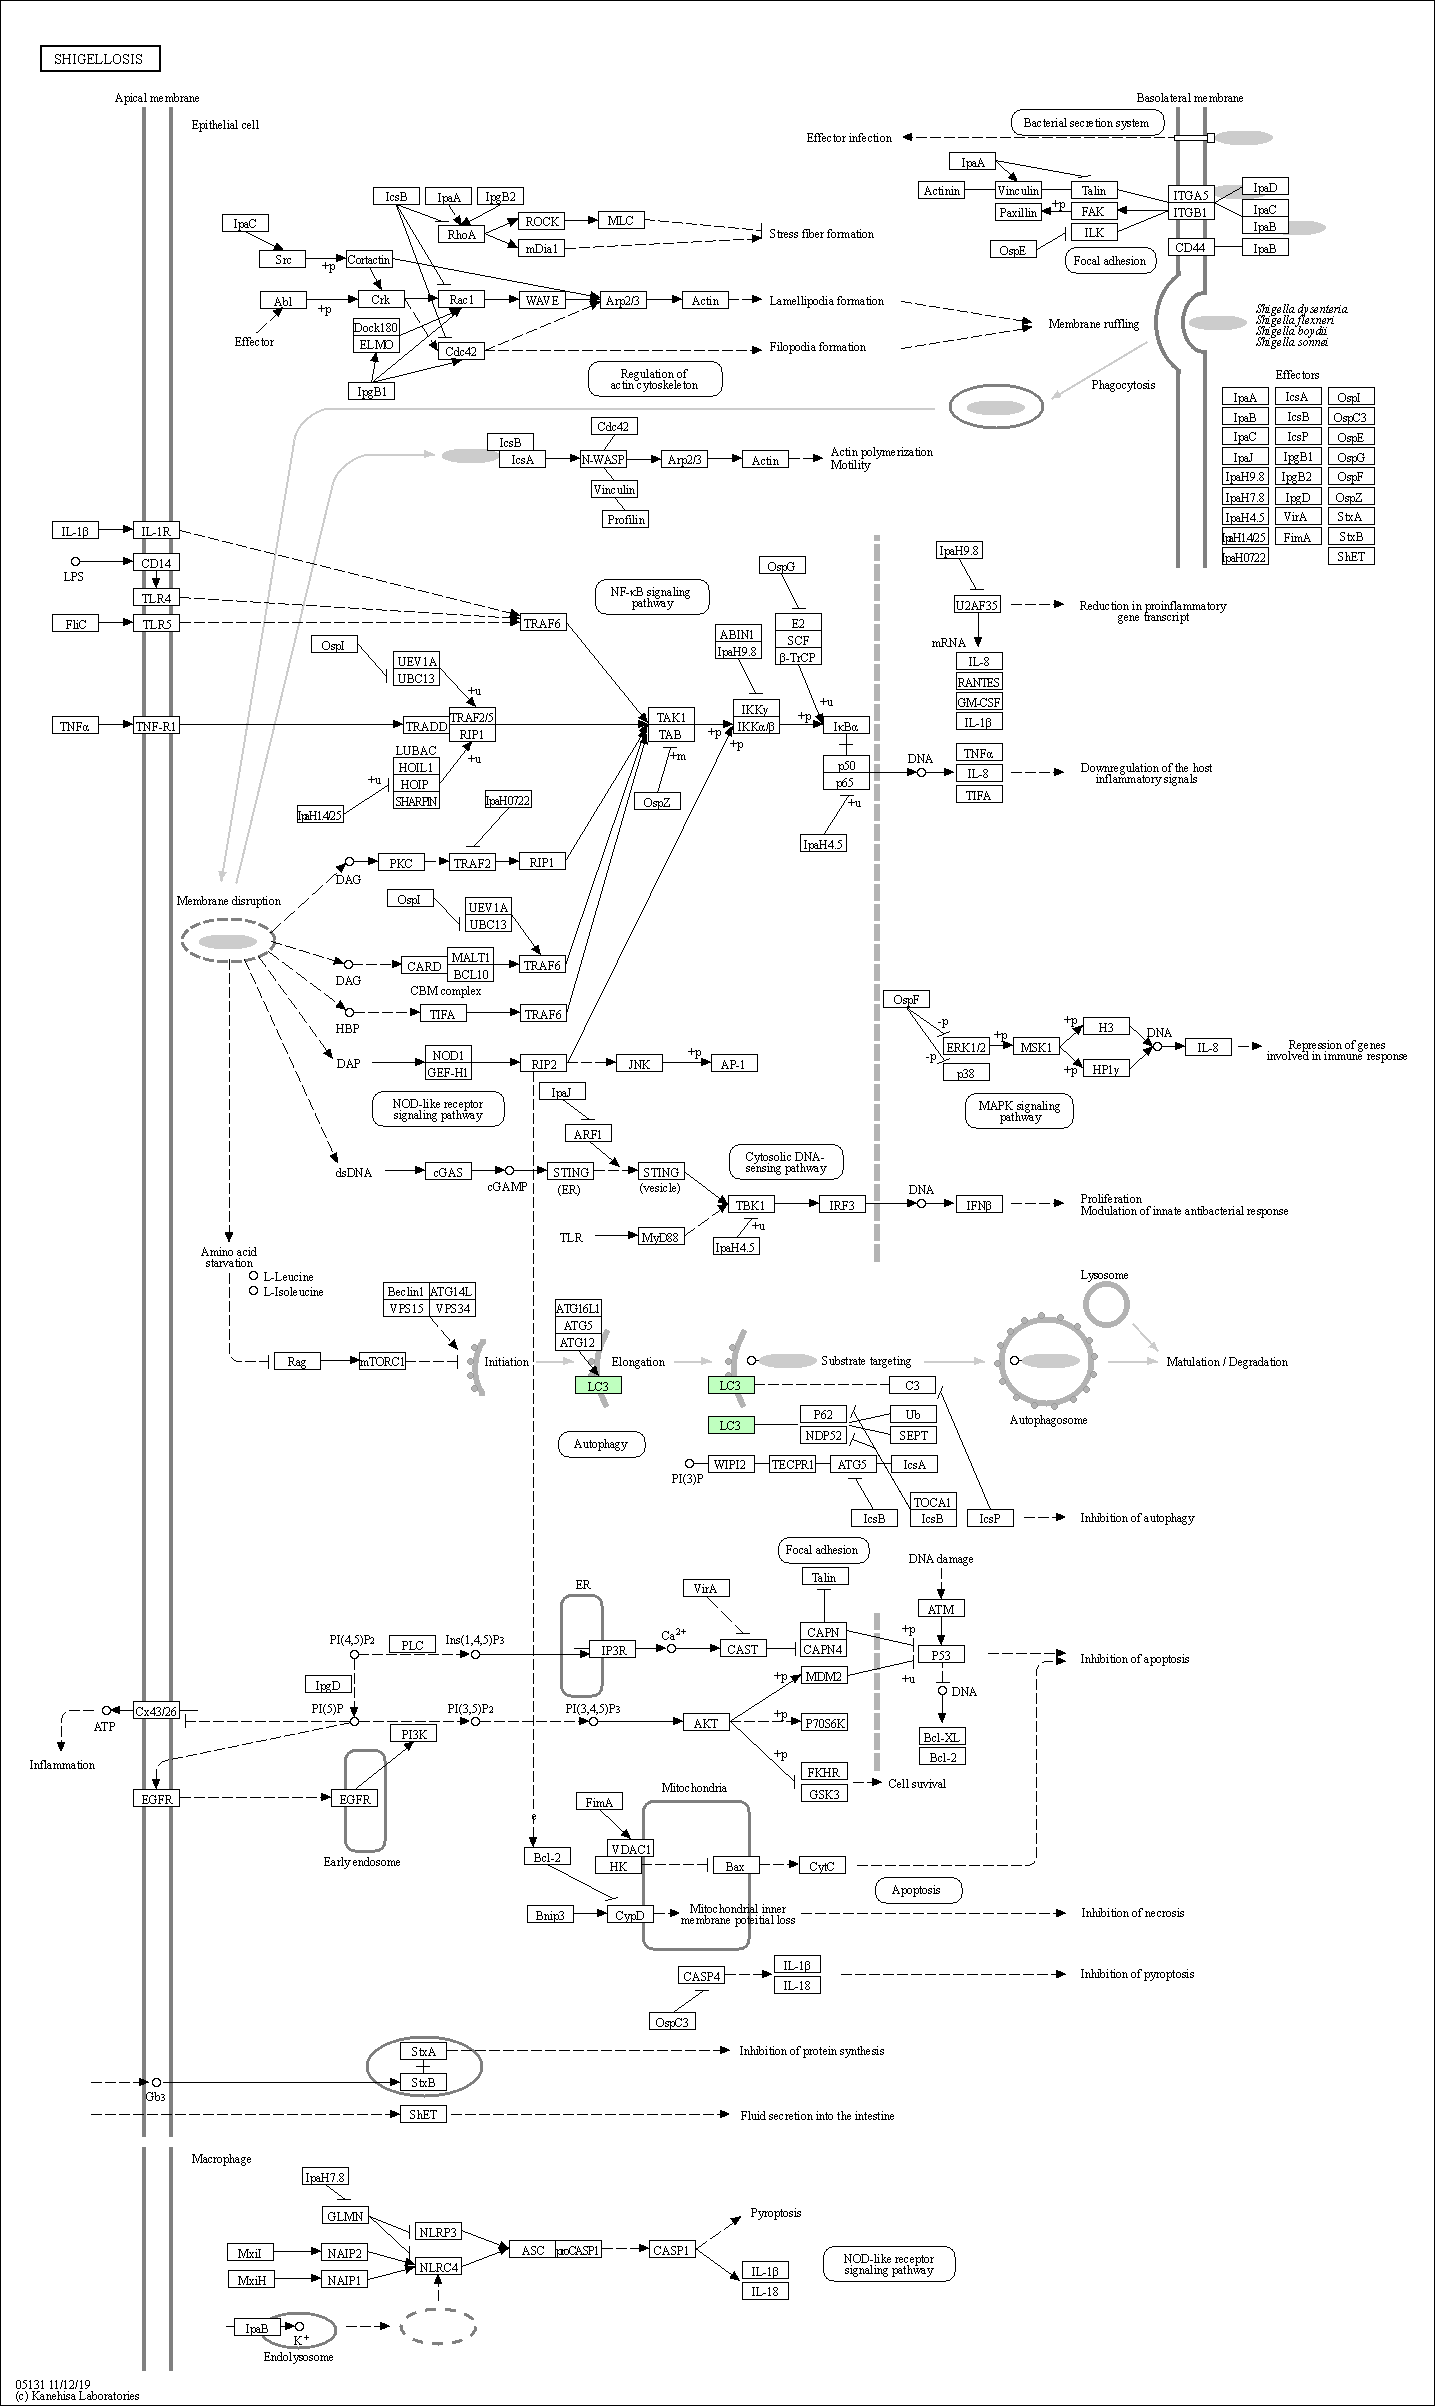 SHIGELLOSIS
Apical membrane
Basolateral membrane
Epithelial cell
Bacterial secretion system
Effector infection
IpaA
Actinin
Vinculin
Talin
ITGA5
IpaD
Paxillin
+p
FAK
ITGB1
IpaC
ILK
IpaB
OspE
CD44
IpaB
Focal adhesion
IcsB
IpaA
IpgB2
IpaC
RhoA
ROCK
MLC
mDia1
Stress fiber formation
Src
+p
Cortactin
Abl
+p
Crk
Rac1
WAVE
Arp2/3
Actin
Lamellipodia formation
Effector
Dock180
ELMO
Cdc42
Filopodia formation
Membrane ruffling
IpgB1
Regulation of
actin cytoskeleton
Shigella dysenteria
Shigella flexneri
Shigella boydii
Shigella sonnei
Phagocytosis
Effectors
IpaA IcsA OspI
IpaB IcsB OspC3
IpaC IcsP OspE
IpaJ IpgB1 OspG
IpaH9.8 IpgB2 OspF
IpaH7.8 IpgD OspZ
IpaH4.5 VirA StxA
IpaH14/25 FimA StxB
IpaH0722 ShET
Cdc42
IcsB
IcsA
N-WASP
Arp2/3
Actin
Actin polymerization
Motility
Vinculin
Profilin
IL-1β
IL-1R
LPS
CD14
TLR4
FliC
TLR5
TRAF6
NF-κB signaling
pathway
OspG
E2
SCF
β-TrCP
ABIN1
IpaH9.8
IpaH9.8
U2AF35
Reduction in proinflammatory
gene transcript
mRNA
IL-8
RANTES
GM-CSF
IL-1β
OspI
UEV1A
UBC13
+u
TNFα
TNF-R1
TRADD
TRAF2/5
RIP1
TAK1
TAB
+p
IKKγ
IKKα/β
+p
+p
+u
IκBα
p50
p65
+u
DNA
TNFα
IL-8
TIFA
Downregulation of the host
inflammatory signals
LUBAC
HOIL1
HOIP
SHARPIN
+u
+u
IpaH14/25
+m
OspZ
IpaH4.5
IpaH0722
DAG
PKC
TRAF2
RIP1
Membrane disruption
OspI
UEV1A
UBC13
DAG
CARD
MALT1
BCL10
TRAF6
CBM complex
HBP
TIFA
TRAF6
DAP
NOD1
GEF-H1
RIP2
JNK
+p
AP-1
OspF
-p
-p
ERK1/2
p38
+p
MSK1
+p
+p
H3
HP1γ
DNA
IL-8
Repression of genes
involved in immune response
MAPK signaling
pathway
NOD-like receptor
signaling pathway
IpaJ
ARF1
dsDNA
cGAS
cGAMP
STING
(ER)
STING
(vesicle)
Cytosolic DNA-
sensing pathway
TBK1
+u
IRF3
DNA
IFNβ
Proliferation
Modulation of innate antibacterial response
TLR
MyD88
IpaH4.5
Amino acid
starvation
L-Leucine
L-Isoleucine
Beclin1 ATG14L
VPS15 VPS34
Rag
mTORC1
Initiation
ATG16L1
ATG5
ATG12
LC3
Elongation
LC3
Substrate targeting
Lysosome
Matulation / Degradation
Autophagosome
C3
LC3
P62
NDP52
Ub
SEPT
Autophagy
PI(3)P
WIPI2
TECPR1
ATG5
IcsA
IcsB
TOCA1
IcsB
IcsP
Inhibition of autophagy
Focal adhesion
DNA damage
Talin
ATM
ER
VirA
PI(4,5)P2
PLC
Ins(1,4,5)P3
IP3R
Ca2+
CAST
CAPN
CAPN4
+p
P53
Inhibition of apoptosis
IpgD
+p
MDM2
+u
DNA
PI(5)P
PI(3,5)P2
PI(3,4,5)P3
AKT
+p
P70S6K
Bcl-XL
Bcl-2
Cx43/26
ATP
Inflammation
PI3K
+p
FKHR
GSK3
Cell suvival
EGFR
EGFR
Early endosome
Mitochondria
FimA
e
VDAC1
HK
Bax
CytC
Bcl-2
Apoptosis
Bnip3
CypD
Mitochondrial inner
membrane poteitial loss
Inhibition of necrosis
CASP4
IL-1β
IL-18
Inhibition of pyroptosis
OspC3
StxA
StxB
Inhibition of protein synthesis
Gb3
ShET
Fluid secretion into the intestine
Macrophage
IpaH7.8
GLMN
NLRP3
MxiI
NAIP2
NLRC4
MxiH
NAIP1
ASC
proCASP1
CASP1
Pyroptosis
IL-1β
IL-18
NOD-like receptor
signaling pathway
IpaB
K+
Endolysosome
05131 11/12/19
(c) Kanehisa Laboratories